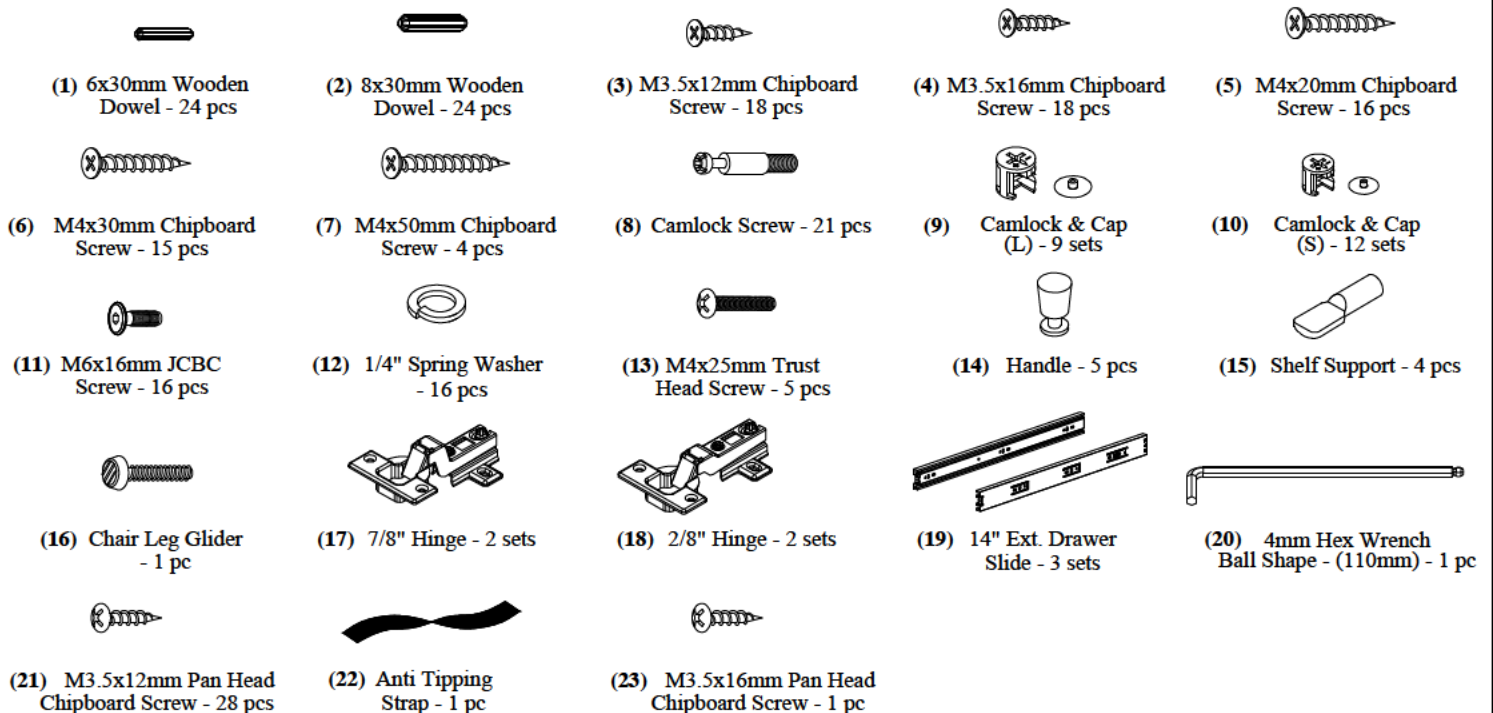 (1) 6x30mm Wooden
Dowel - 24 pcs
(2) 8x30mm Wooden
Dowel - 24 pcs
(3) M3.5x12mm Chipboard
Screw - 18 pcs
(4) M3.5x16mm Chipboard
Screw - 18 pcs
(5) M4x20mm Chipboard
Screw - 16 pcs
(6) M4x30mm Chipboard
Screw - 15 pcs
(7) M4x50mm Chipboard
Screw - 4 pcs
(8) Camlock Screw - 21 pcs
(9) Camlock & Cap
(L) - 9 sets
(10) Camlock & Cap
(S) - 12 sets
(11) M6x16mm JCBC
Screw - 16 pcs
(12) 1/4" Spring Washer
- 16 pcs
(13) M4x25mm Trust
Head Screw - 5 pcs
(14) Handle - 5 pcs
(15) Shelf Support - 4 pcs
(16) Chair Leg Glider
- 1 pc
(17) 7/8" Hinge - 2 sets
(18) 2/8" Hinge - 2 sets
(19) 14" Ext. Drawer
Slide - 3 sets
(20) 4mm Hex Wrench
Ball Shape - (110mm) - 1 pc
(21) M3.5x12mm Pan Head
Chipboard Screw - 28 pcs
(22) Anti Tipping
Strap - 1 pc
(23) M3.5x16mm Pan Head
Chipboard Screw - 1 pc